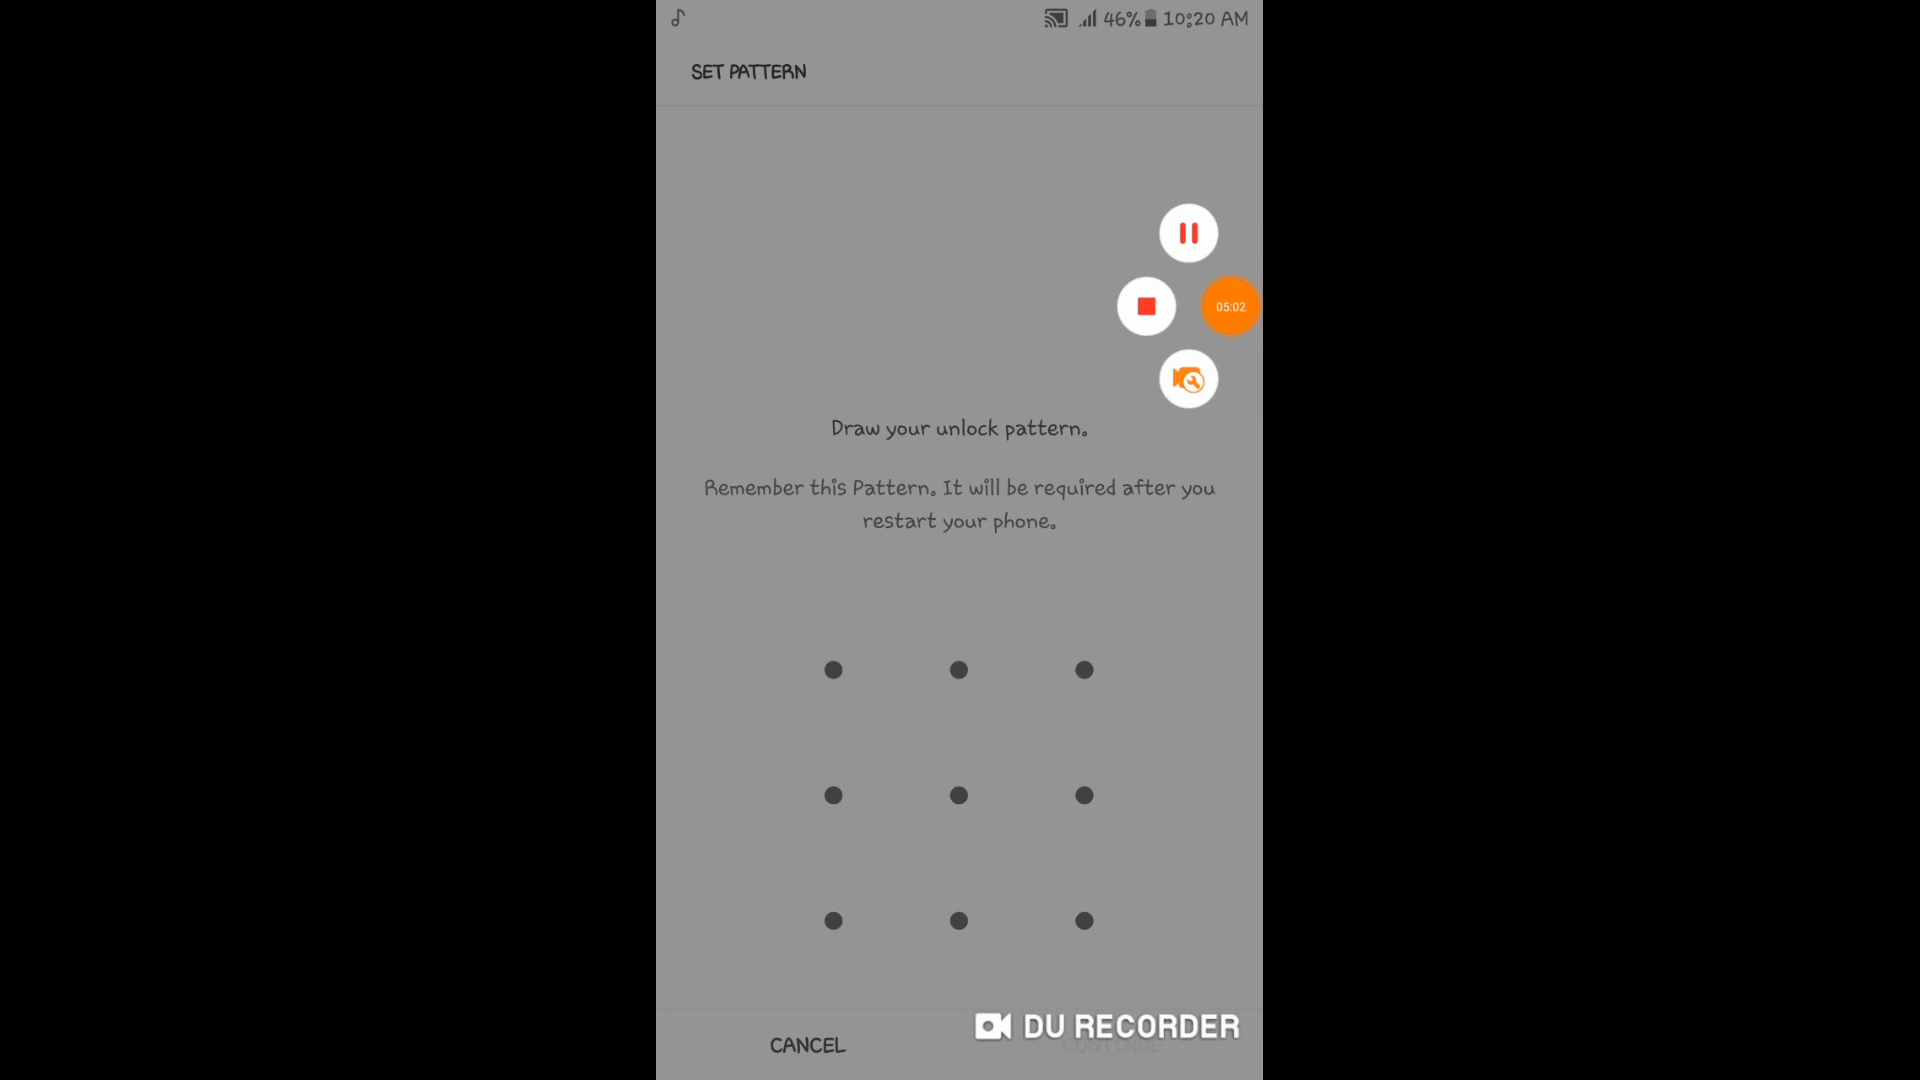 46% 10:20 AM
SET PATTERN
05:02
Draw your unlock pattern.
Remember this Pattern. It will be required after you
restart your phone.
DU RECORDER
CANCEL CONTINUE